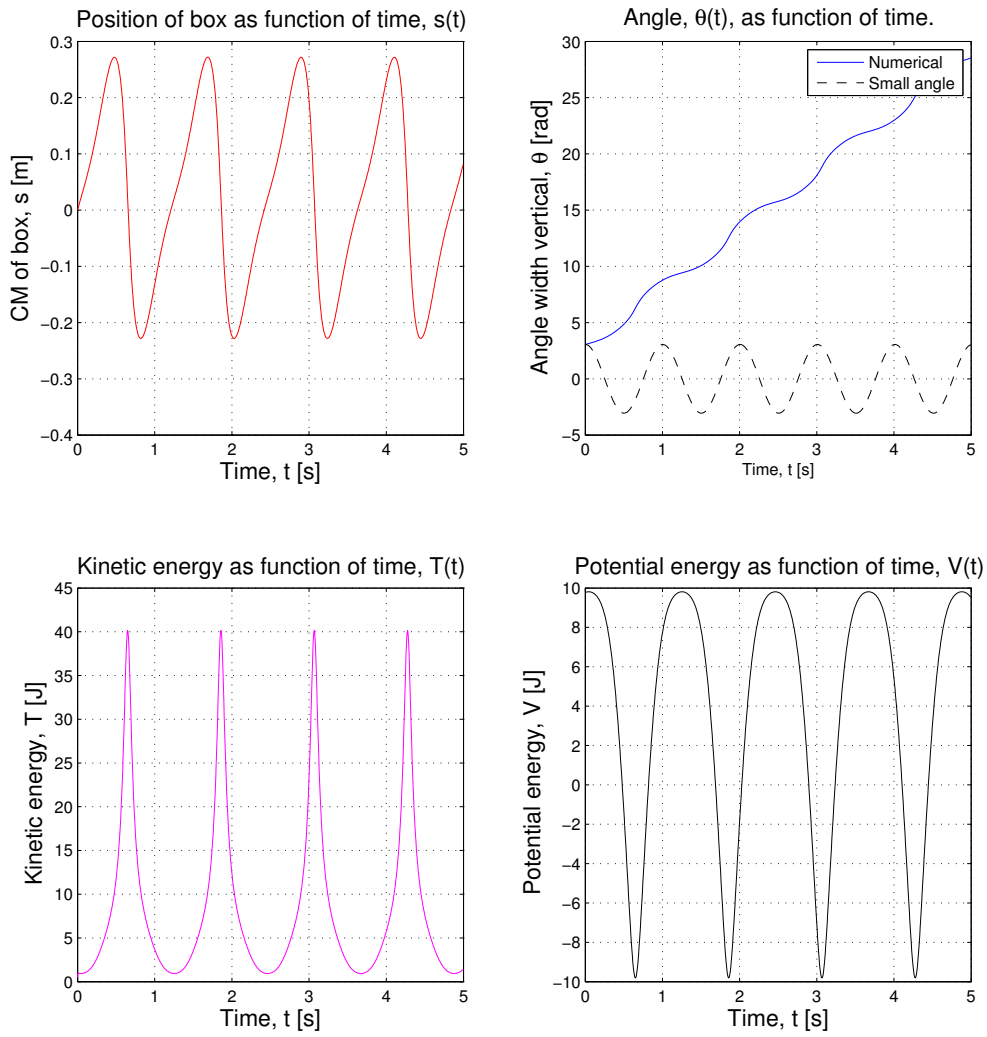 Position of box as function of time, s(t)
CM of box, s [m]
0.3
0.2
0.1
0
−0.1
−0.2
−0.3
−0.4
0 1 2 3 4 5
Time, t [s]
Angle, θ(t), as function of time.
Angle width vertical, θ [rad]
30
25
20
15
10
5
0
−5
Numerical
Small angle
0 1 2 3 4 5
Time, t [s]
Kinetic energy as function of time, T(t)
Kinetic energy, T [J]
45
40
35
30
25
20
15
10
5
0
0 1 2 3 4 5
Time, t [s]
Potential energy as function of time, V(t)
Potential energy, V [J]
10
8
6
4
2
0
−2
−4
−6
−8
−10
0 1 2 3 4 5
Time, t [s]